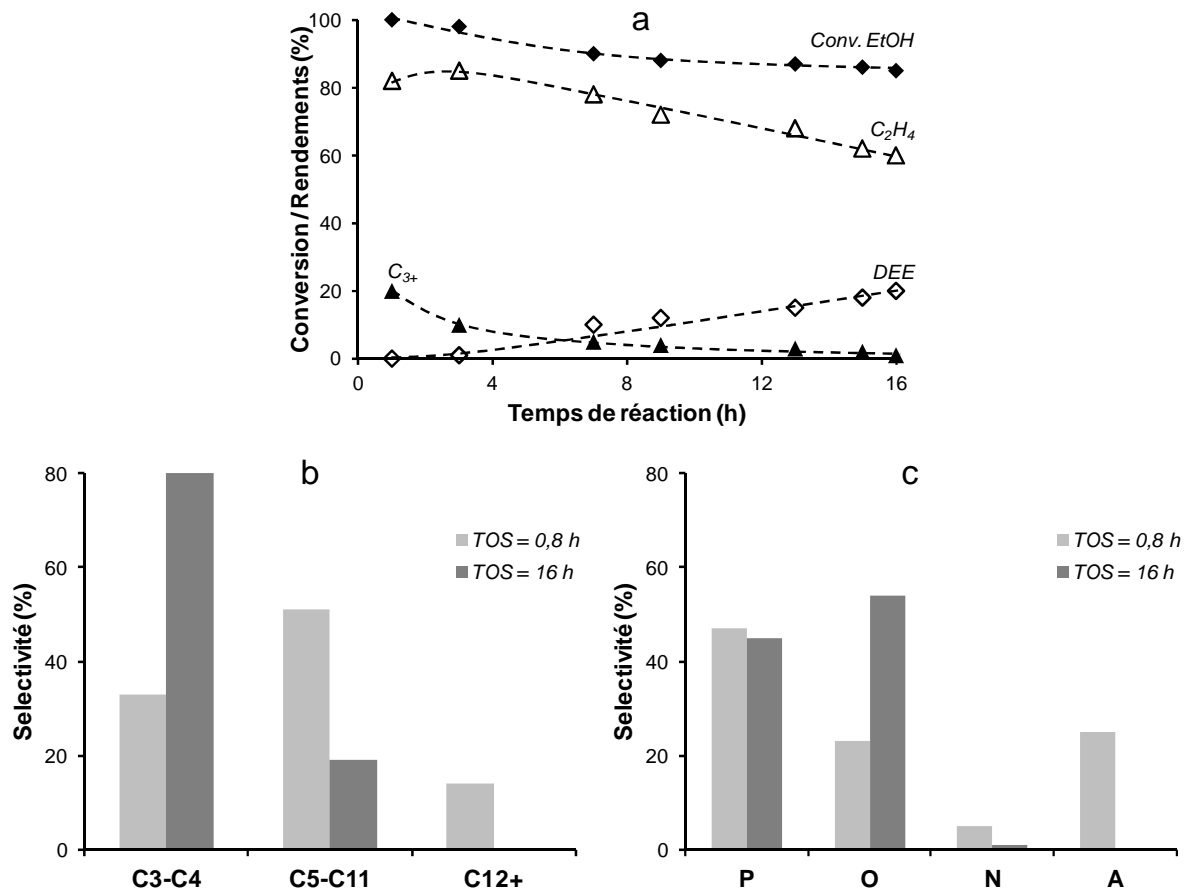 a
Conversion / Rendements (%)
100
80
60
40
20
0
Conv. EtOH
C₂H₄
C₃₊
DEE
0 4 8 12 16
Temps de réaction (h)
b
Selectivité (%)
80
60
40
20
0
TOS = 0,8 h
TOS = 16 h
C3-C4 C5-C11 C12+
c
Selectivité (%)
80
60
40
20
0
TOS = 0,8 h
TOS = 16 h
P O N A